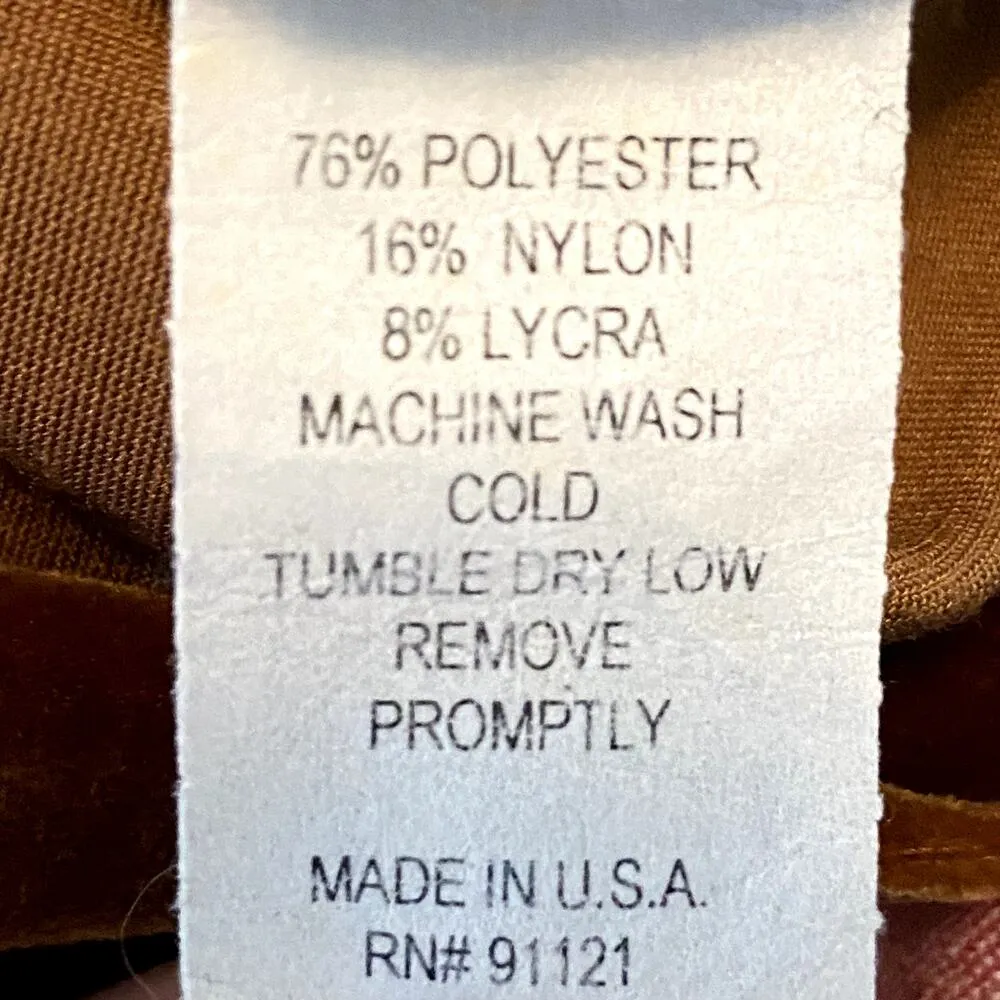 76% POLYESTER
16% NYLON
8% LYCRA
MACHINE WASH
COLD
TUMBLE DRY LOW
REMOVE
PROMPTLY
MADE IN U.S.A.
RN# 91121